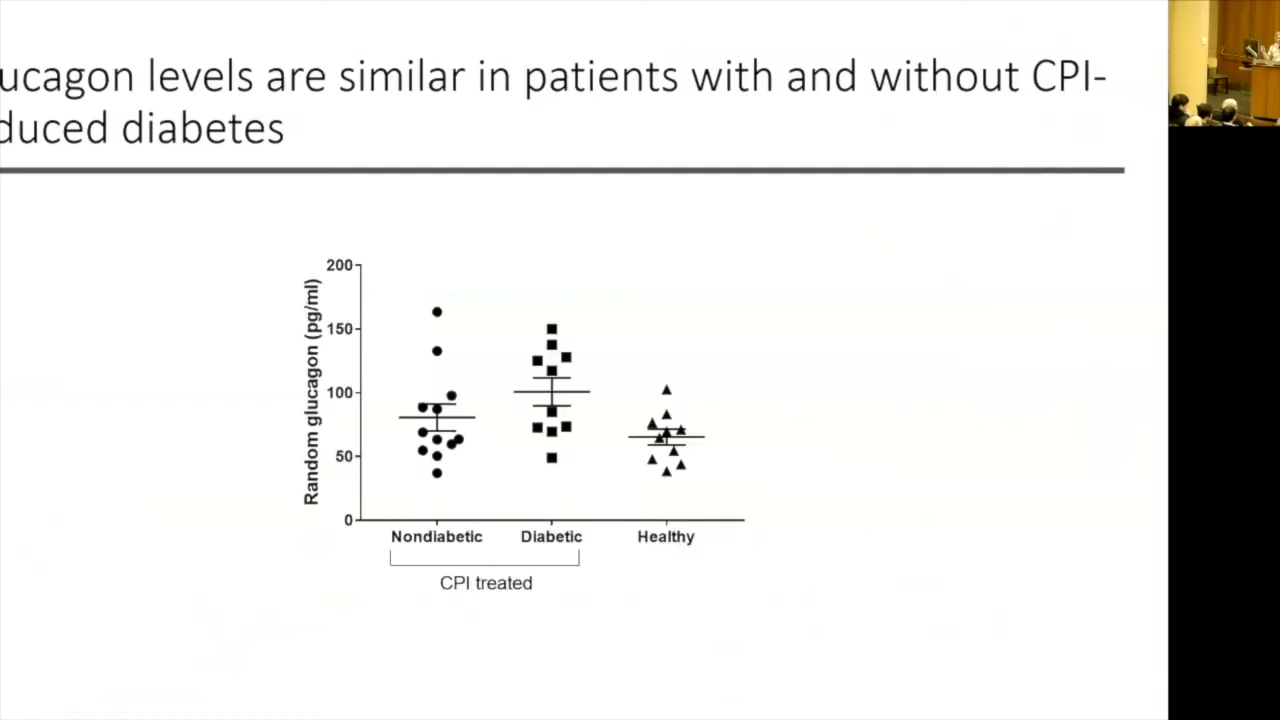 ucagon levels are similar in patients with and without CPI-
duced diabetes
200
150
100
50
0
Random glucagon (pg/ml)
Nondiabetic Diabetic Healthy
CPI treated